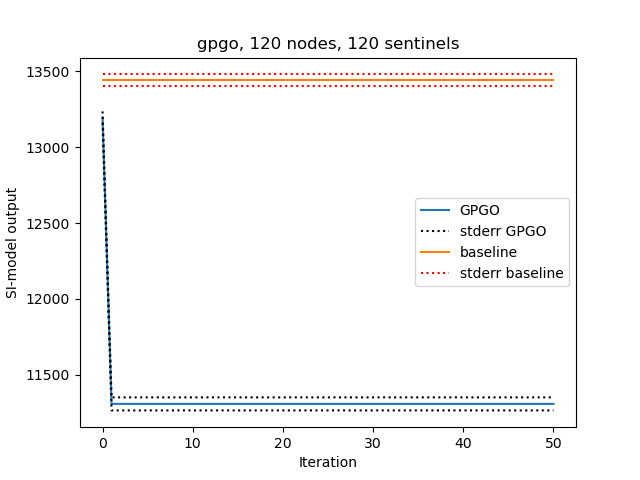 gpgo, 120 nodes, 120 sentinels
13500
13000
12500
12000
11500
SI-model output
GPGO
stderr GPGO
baseline
stderr baseline
0 10 20 30 40 50
Iteration